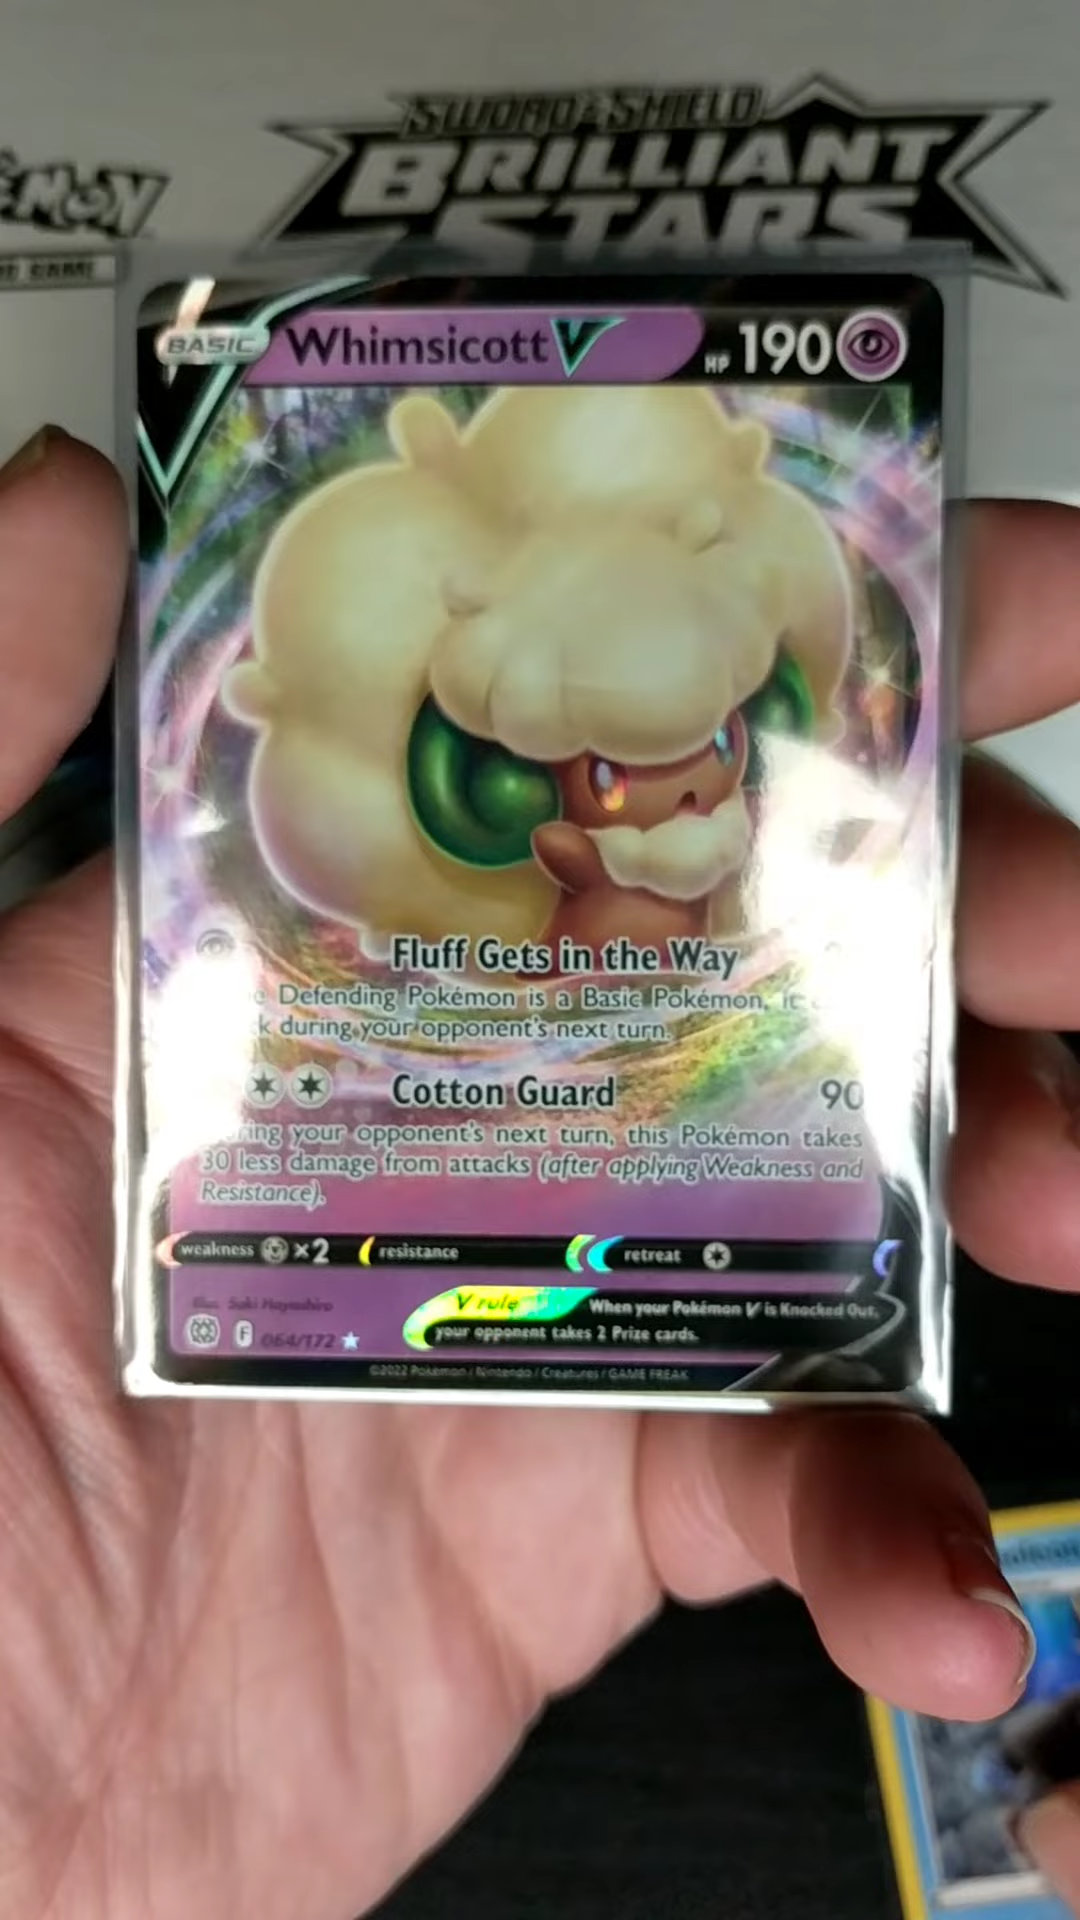 SWORD & SHIELD
BRILLIANT
STARS
BASIC Whimsicott V HP 190
Fluff Gets in the Way
Defending Pokémon is a Basic Pokémon, it
k during your opponent's next turn.
Cotton Guard 90
ring your opponent's next turn, this Pokémon takes
30 less damage from attacks (after applying Weakness and
Resistance).
weakness ×2 resistance retreat
Illus. Saki Hayashiro
V rule When your Pokémon V is Knocked Out,
your opponent takes 2 Prize cards.
F 064/172
©2022 Pokémon / Nintendo / Creatures / GAME FREAK